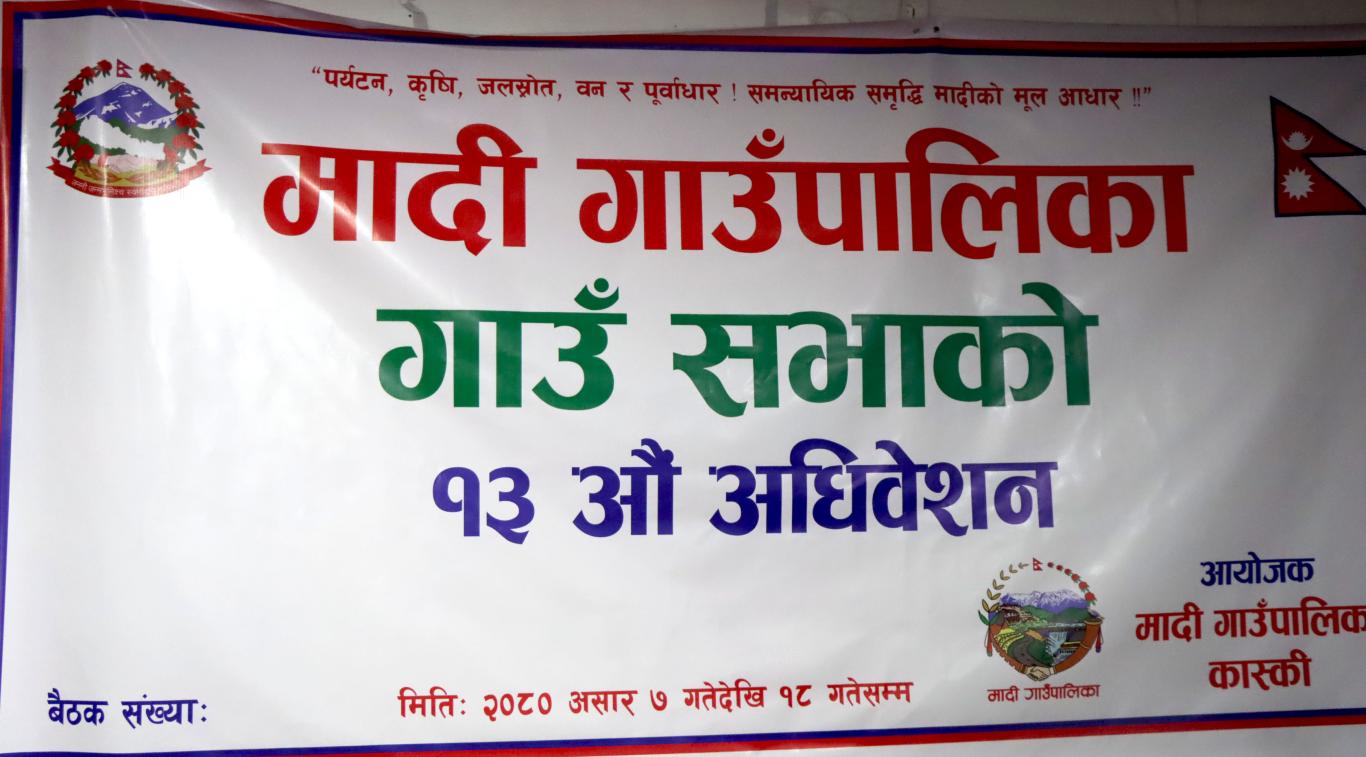 “पर्यटन, कृषि, जलस्रोत, वन र पूर्वाधार ! समन्यायिक समृद्धि मादीको मूल आधार !!”
मादी गाउँपालिका
गाउँ सभाको
१३ औं अधिवेशन
आयोजक
मादी गाउँपालिक
कास्की
मादी गाउँपालिका
बैठक संख्याः
मितिः २०८० असार ७ गतेदेखि १८ गतेसम्म